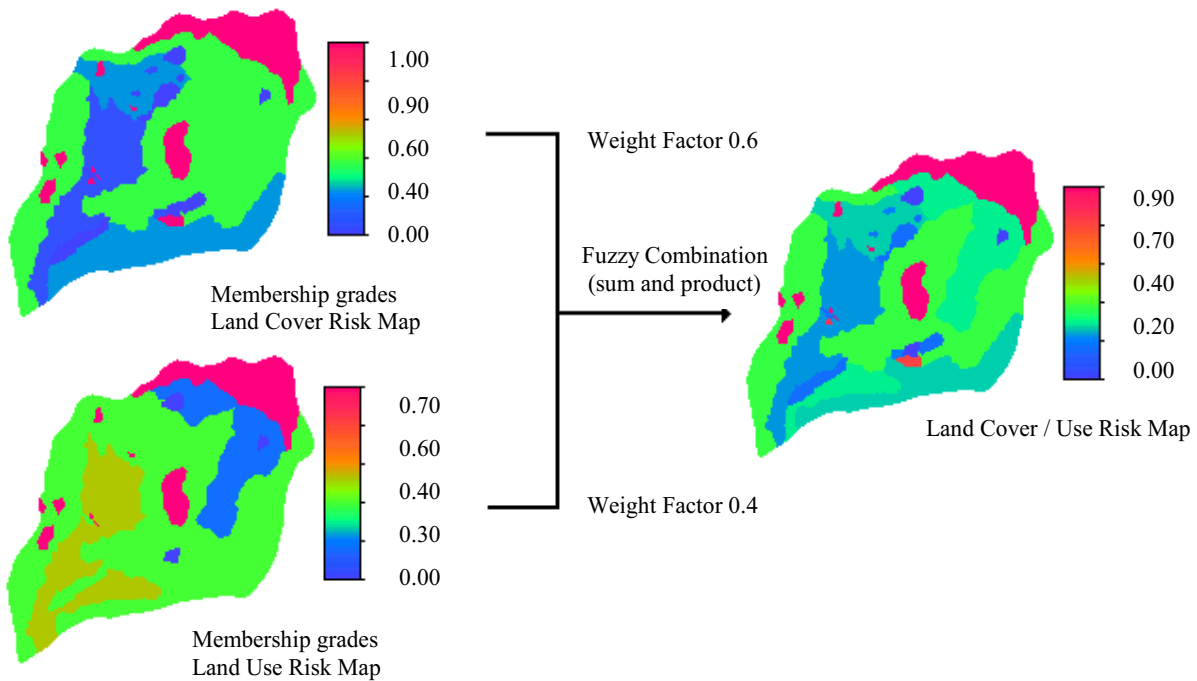 1.00
0.90
0.60
0.40
0.00
Membership grades
Land Cover Risk Map
Weight Factor 0.6
Fuzzy Combination
(sum and product)
0.90
0.70
0.40
0.20
0.00
Land Cover / Use Risk Map
0.70
0.60
0.40
0.30
0.00
Membership grades
Land Use Risk Map
Weight Factor 0.4